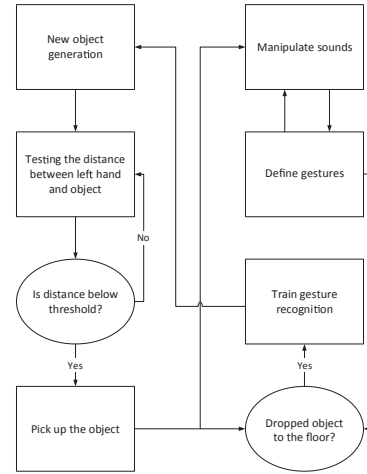 New object
generation
Manipulate sounds
Testing the distance
between left hand
and object
Define gestures
No
Is distance below
threshold?
Train gesture
recognition
Yes
Yes
Pick up the object
Dropped object
to the floor?